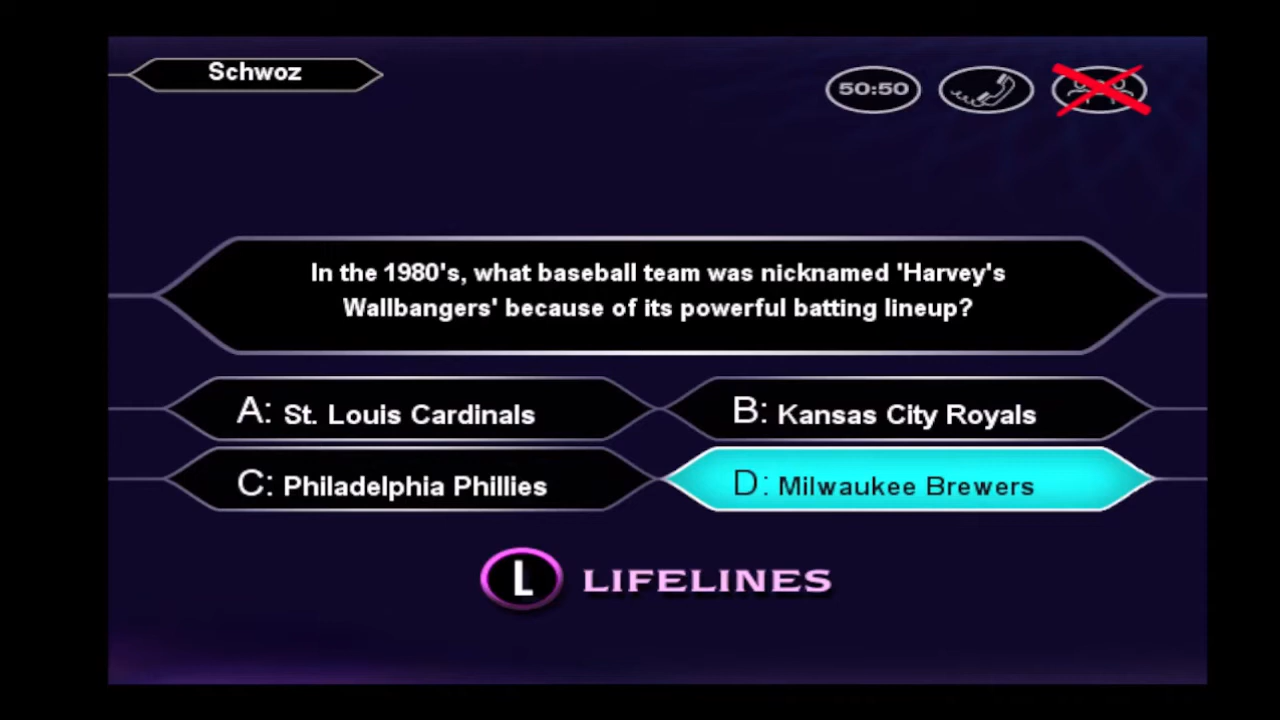 Schwoz
50:50
In the 1980's, what baseball team was nicknamed 'Harvey's
Wallbangers' because of its powerful batting lineup?
A: St. Louis Cardinals
B: Kansas City Royals
C: Philadelphia Phillies
D: Milwaukee Brewers
L LIFELINES